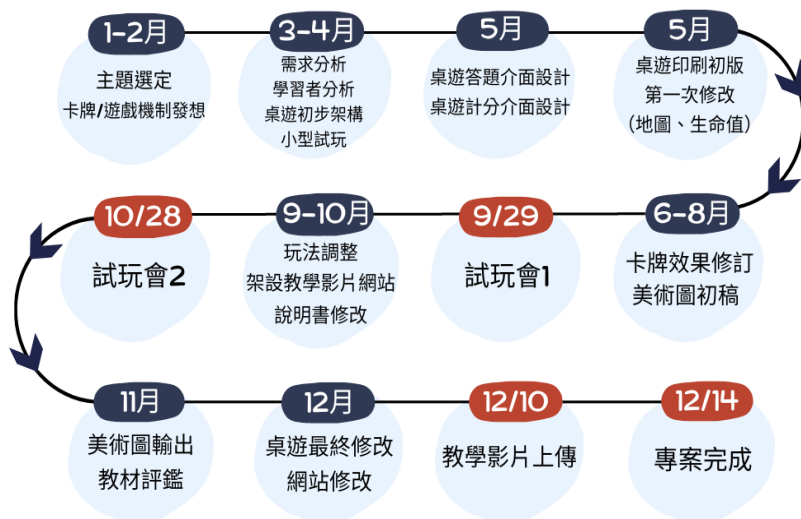 1-2月
主題選定
卡牌/遊戲機制發想
3-4月
需求分析
學習者分析
桌遊初步架構
小型試玩
5月
桌遊答題介面設計
桌遊計分介面設計
5月
桌遊印刷初版
第一次修改
(地圖、生命值)
6-8月
卡牌效果修訂
美術圖初稿
9/29
試玩會1
9-10月
玩法調整
架設教學影片網站
說明書修改
10/28
試玩會2
11月
美術圖輸出
教材評鑑
12月
桌遊最終修改
網站修改
12/10
教學影片上傳
12/14
專案完成